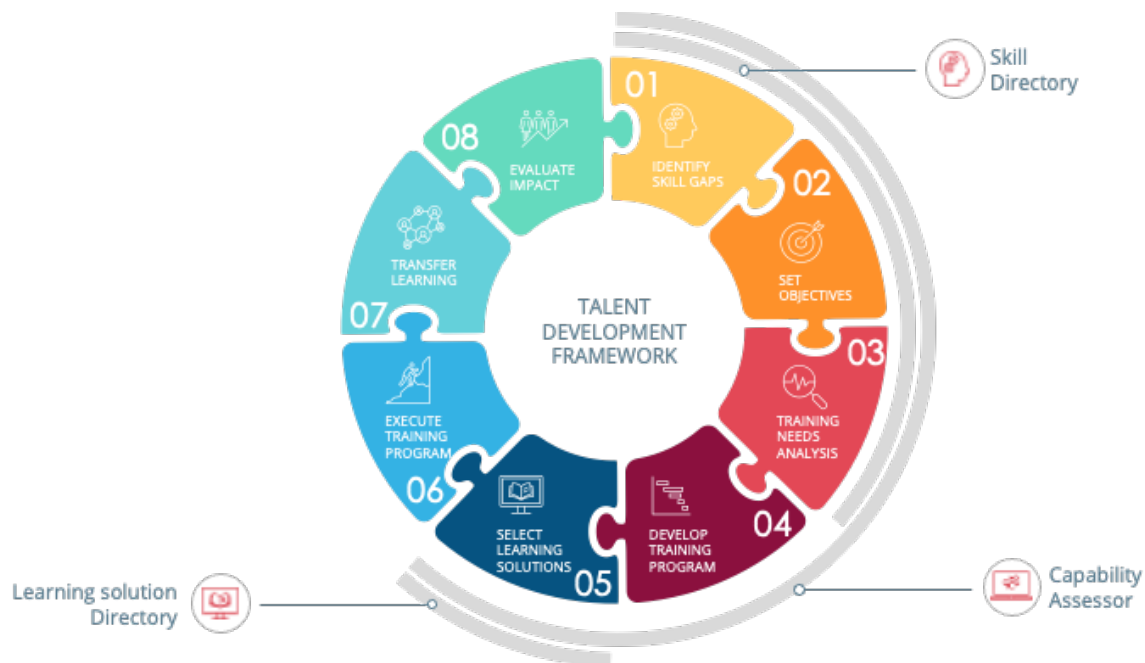 01
IDENTIFY
SKILL GAPS
02
SET
OBJECTIVES
03
TRAINING
NEEDS
ANALYSIS
04
DEVELOP
TRAINING
PROGRAM
05
SELECT
LEARNING
SOLUTIONS
06
EXECUTE
TRAINING
PROGRAM
07
TRANSFER
LEARNING
08
EVALUATE
IMPACT
TALENT
DEVELOPMENT
FRAMEWORK
Skill
Directory
Capability
Assessor
Learning solution
Directory